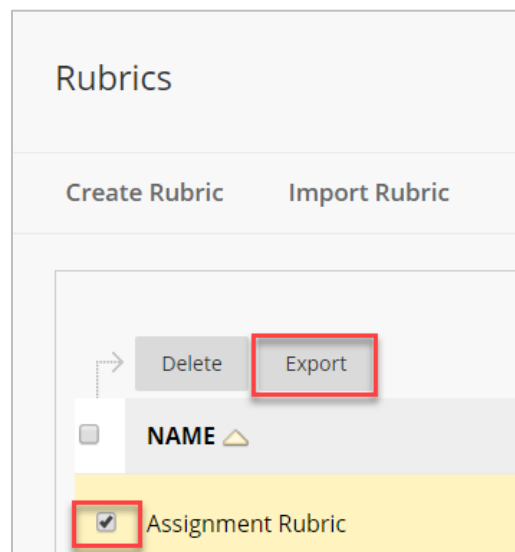 Rubrics
Create Rubric Import Rubric
Delete Export
NAME
Assignment Rubric